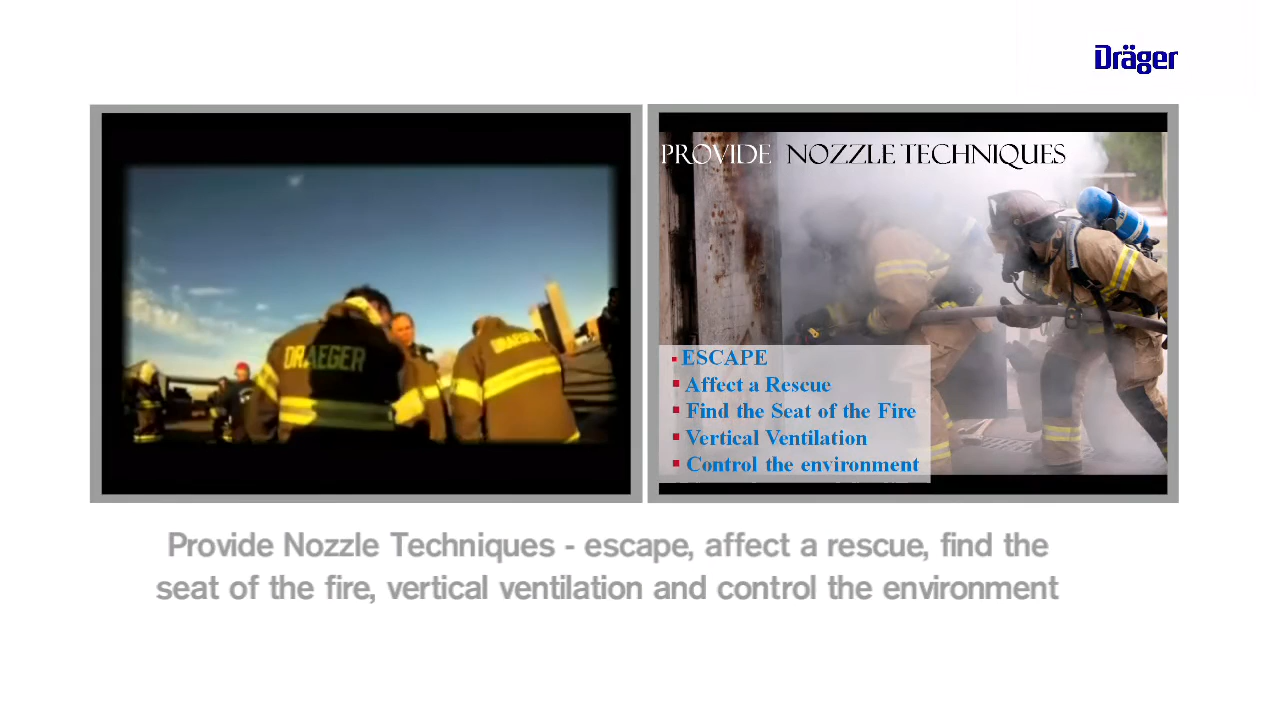 Dräger
DRAEGER
DRAEGER
PROVIDE NOZZLE TECHNIQUES
ESCAPE
Affect a Rescue
Find the Seat of the Fire
Vertical Ventilation
Control the environment
Provide Nozzle Techniques - escape, affect a rescue, find the
seat of the fire, vertical ventilation and control the environment